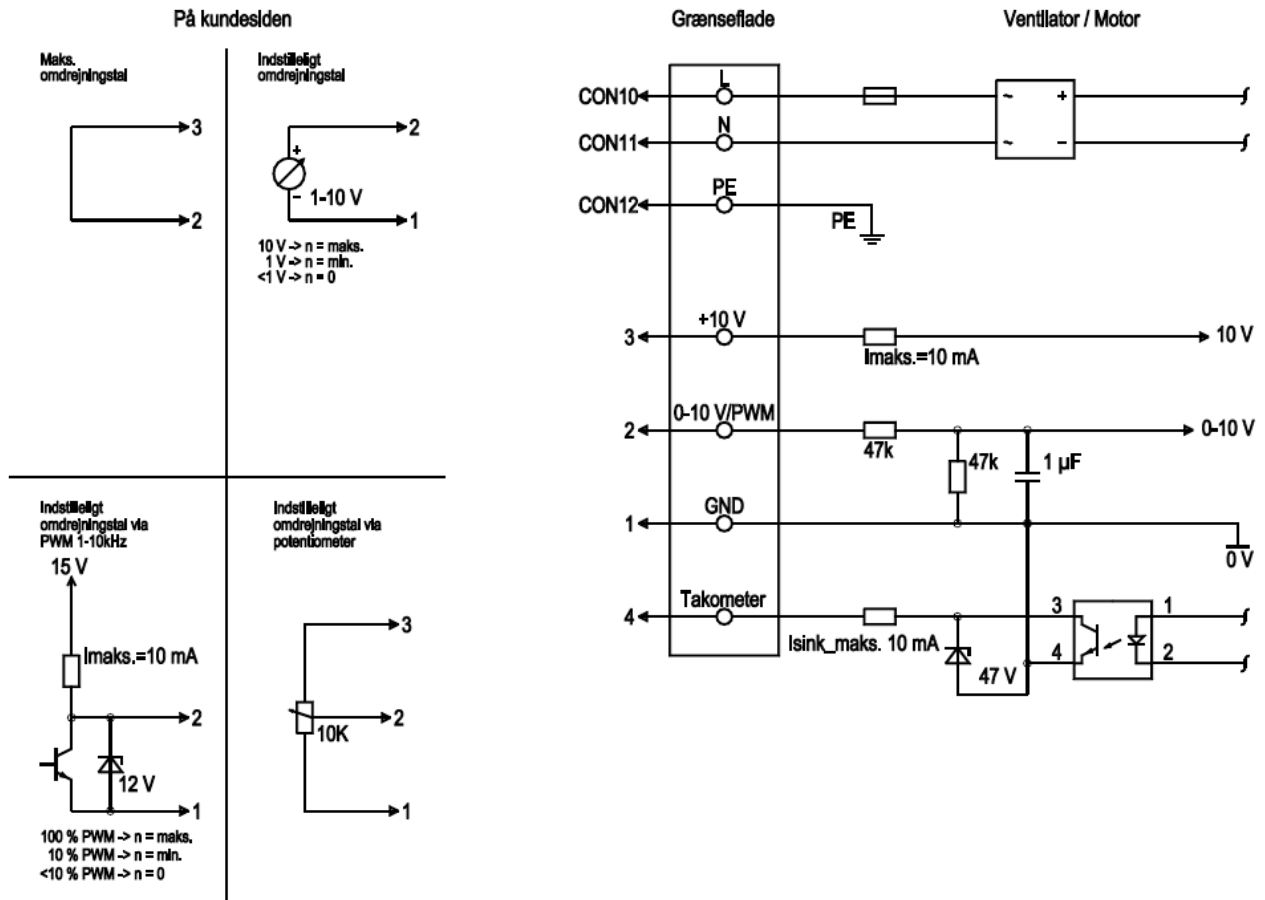 På kundesiden
Grænseflade
Ventilator / Motor
Maks.
omdrejningstal
3
2
Indstilleligt
omdrejningstal
2
+
- 1-10 V
1
10 V -> n = maks.
1 V -> n = min.
<1 V -> n = 0
Indstilleligt
omdrejningstal via
PWM 1-10kHz
15 V
Imaks.=10 mA
2
12 V
1
100 % PWM -> n = maks.
10 % PWM -> n = min.
<10 % PWM -> n = 0
Indstilleligt
omdrejningstal via
potentiometer
3
2
10K
1
L
CON10
~ +
N
CON11
~ -
PE
CON12
PE
+10 V
3
10 V
Imaks.=10 mA
0-10 V/PWM
2
0-10 V
47k
47k
1 µF
GND
1
0 V
Takometer
4
3 1
Isink_maks. 10 mA
4 2
47 V